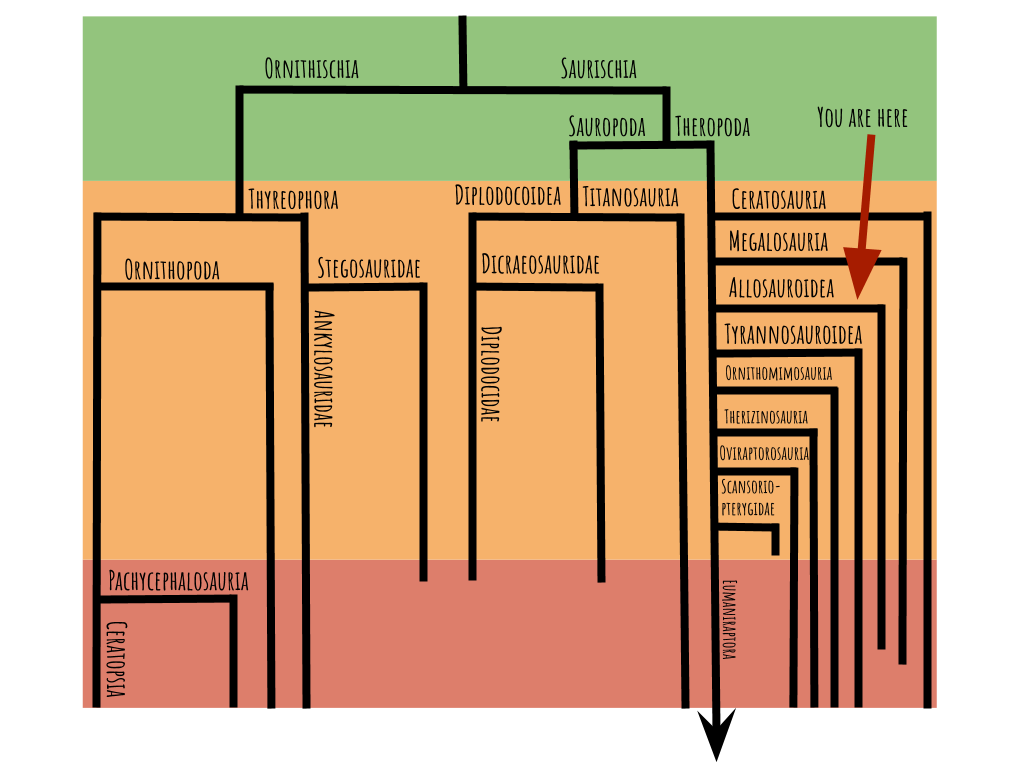 Ornithischia
Saurischia
Sauropoda
Theropoda
You are here
Thyreophora
Diplodocoidea
Titanosauria
Ceratosauria
Megalosauria
Ornithopoda
Stegosauridae
Dicraeosauridae
Allosauroidea
Ankylosauridae
Diplodocidae
Tyrannosauroidea
Ornithomimosauria
Therizinosauria
Oviraptorosauria
Scansorio-
pterygidae
Pachycephalosauria
Ceratopsia
Eumaniraptora